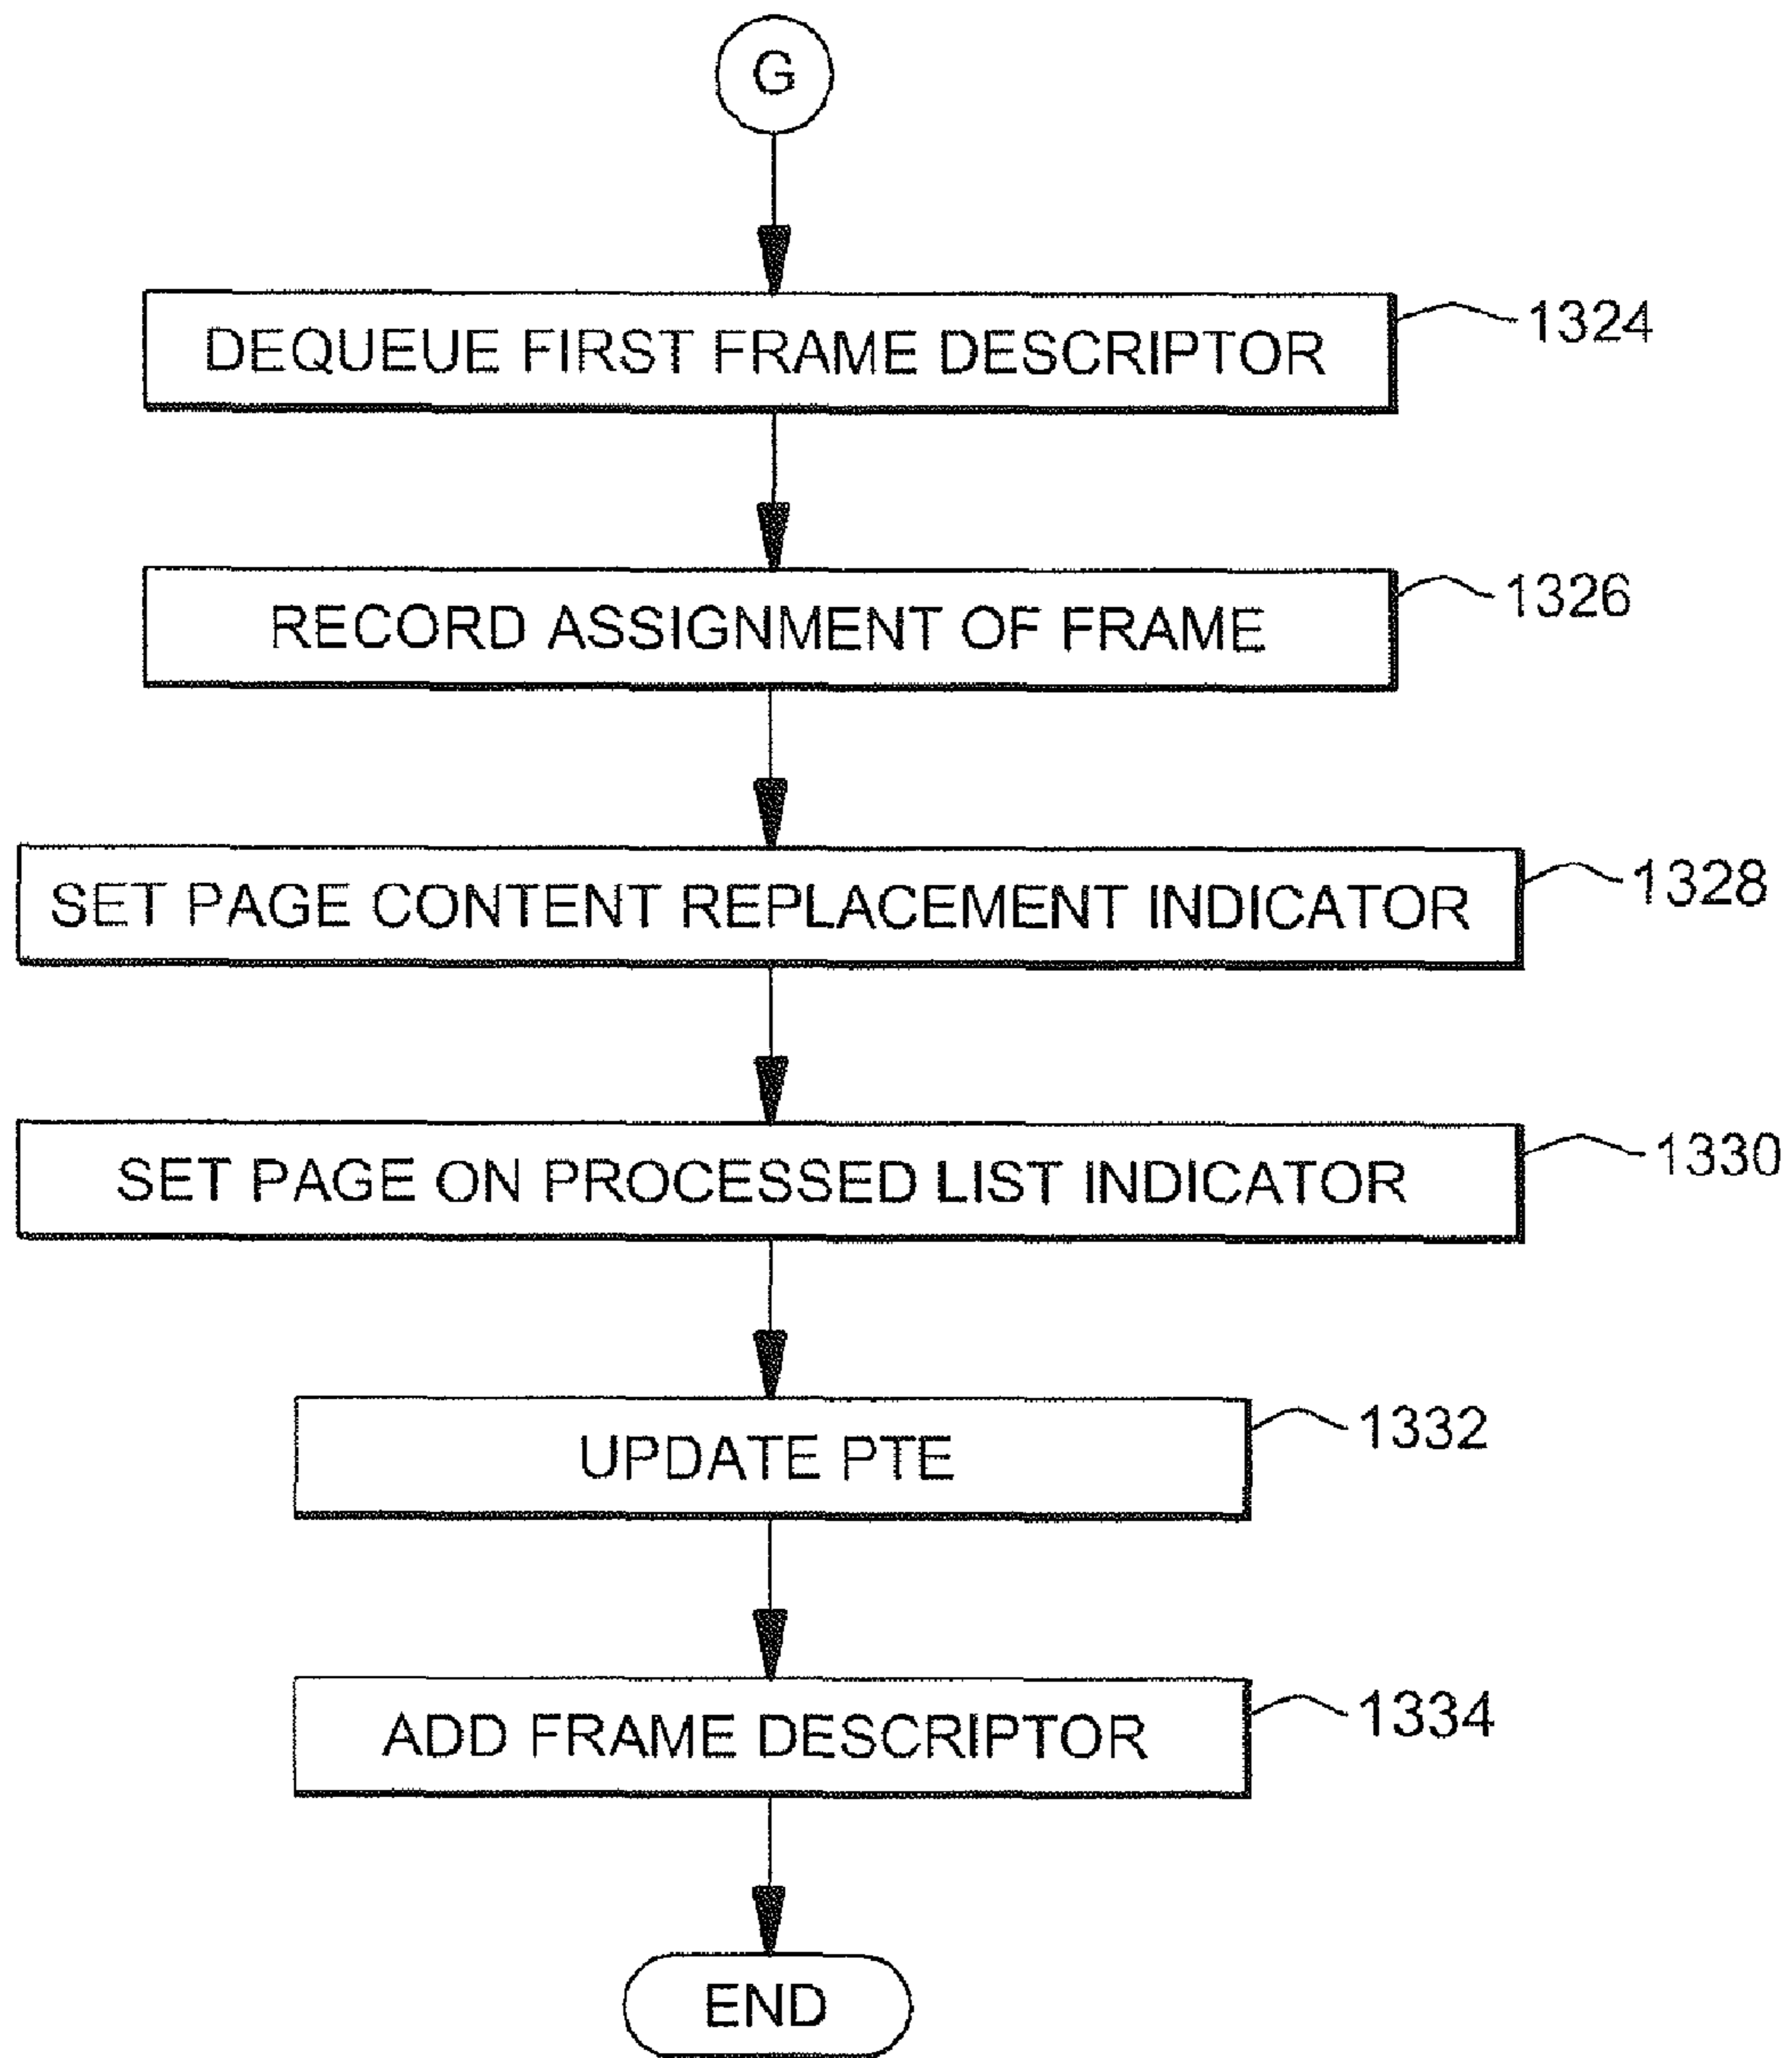 G
DEQUEUE FIRST FRAME DESCRIPTOR
1324
RECORD ASSIGNMENT OF FRAME
1326
SET PAGE CONTENT REPLACEMENT INDICATOR
1328
SET PAGE ON PROCESSED LIST INDICATOR
1330
UPDATE PTE
1332
ADD FRAME DESCRIPTOR
1334
END